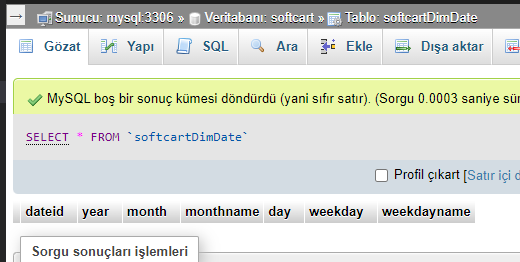 Sunucu: mysql:3306 » Veritabanı: softcart » Tablo: softcartDimDate
Gözat Yapı SQL Ara Ekle Dışa aktar
MySQL boş bir sonuç kümesi döndürdü (yani sıfır satır). (Sorgu 0.0003 saniye sür
SELECT * FROM `softcartDimDate`
Profil çıkart [Satır içi d
dateid year month monthname day weekday weekdayname
Sorgu sonuçları işlemleri